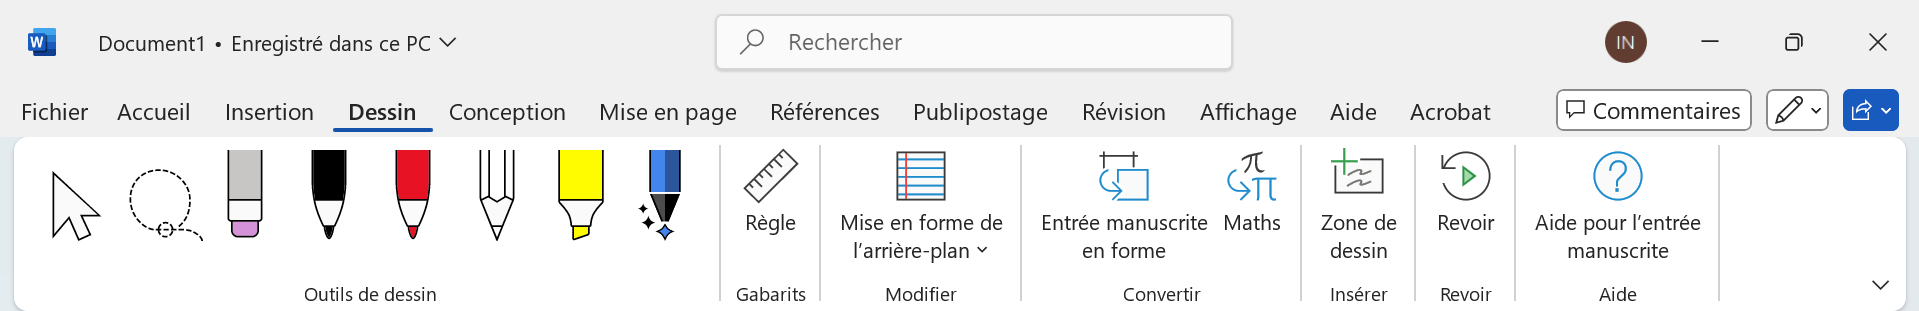 W
Document1 • Enregistré dans ce PC
Rechercher
IN
Fichier Accueil Insertion Dessin Conception Mise en page Références Publipostage Révision Affichage Aide Acrobat Commentaires
Règle
Mise en forme de
l’arrière-plan
Entrée manuscrite
en forme
Maths
Zone de
dessin
Revoir
Aide pour l’entrée
manuscrite
Outils de dessin Gabarits Modifier Convertir Insérer Revoir Aide